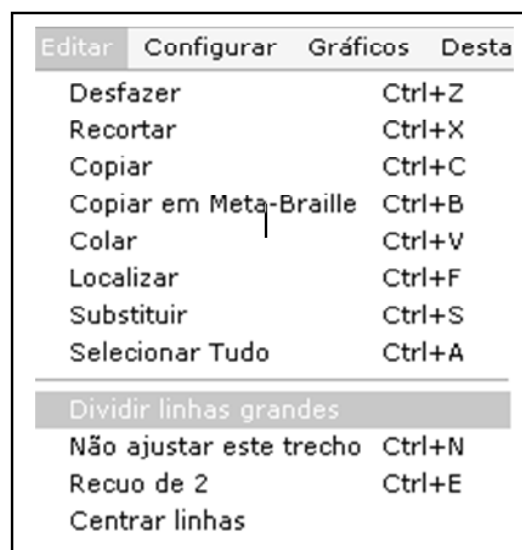 Editar Configurar Gráficos Desta
Desfazer Ctrl+Z
Recortar Ctrl+X
Copiar Ctrl+C
Copiar em Meta-Braille Ctrl+B
Colar Ctrl+V
Localizar Ctrl+F
Substituir Ctrl+S
Selecionar Tudo Ctrl+A
Dividir linhas grandes
Não ajustar este trecho Ctrl+N
Recuo de 2 Ctrl+E
Centrar linhas